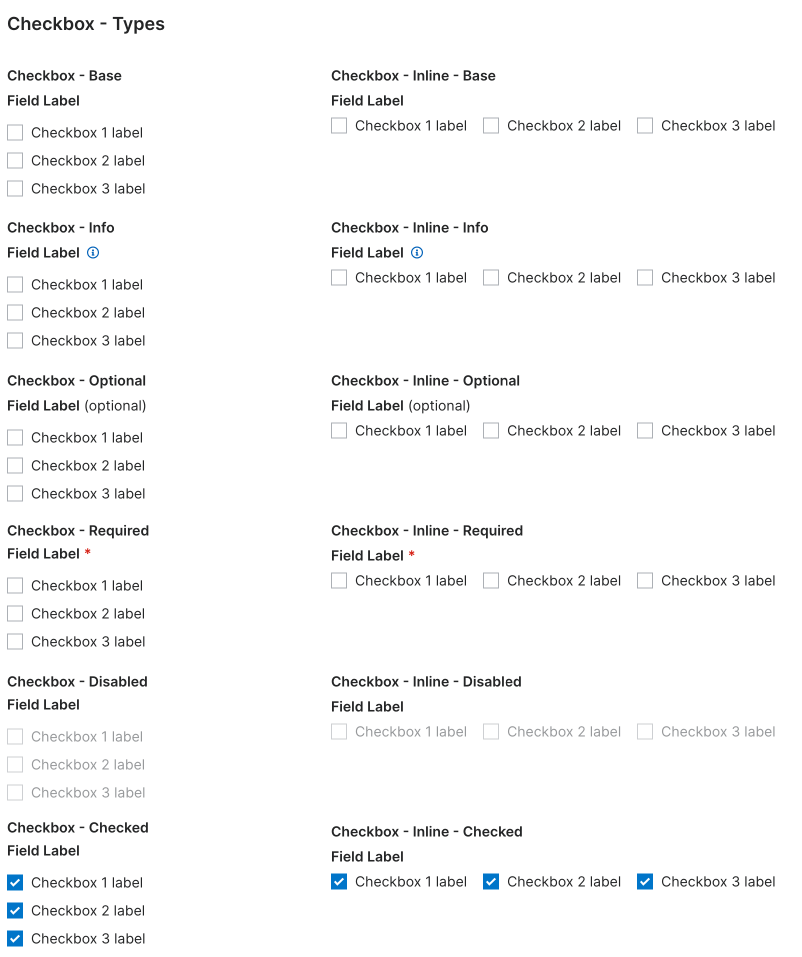 Checkbox - Types
Checkbox - Base
Field Label
Checkbox 1 label
Checkbox 2 label
Checkbox 3 label
Checkbox - Inline - Base
Field Label
Checkbox 1 label Checkbox 2 label Checkbox 3 label
Checkbox - Info
Field Label
Checkbox 1 label
Checkbox 2 label
Checkbox 3 label
Checkbox - Inline - Info
Field Label
Checkbox 1 label Checkbox 2 label Checkbox 3 label
Checkbox - Optional
Field Label (optional)
Checkbox 1 label
Checkbox 2 label
Checkbox 3 label
Checkbox - Inline - Optional
Field Label (optional)
Checkbox 1 label Checkbox 2 label Checkbox 3 label
Checkbox - Required
Field Label *
Checkbox 1 label
Checkbox 2 label
Checkbox 3 label
Checkbox - Inline - Required
Field Label *
Checkbox 1 label Checkbox 2 label Checkbox 3 label
Checkbox - Disabled
Field Label
Checkbox 1 label
Checkbox 2 label
Checkbox 3 label
Checkbox - Inline - Disabled
Field Label
Checkbox 1 label Checkbox 2 label Checkbox 3 label
Checkbox - Checked
Field Label
Checkbox 1 label
Checkbox 2 label
Checkbox 3 label
Checkbox - Inline - Checked
Field Label
Checkbox 1 label Checkbox 2 label Checkbox 3 label